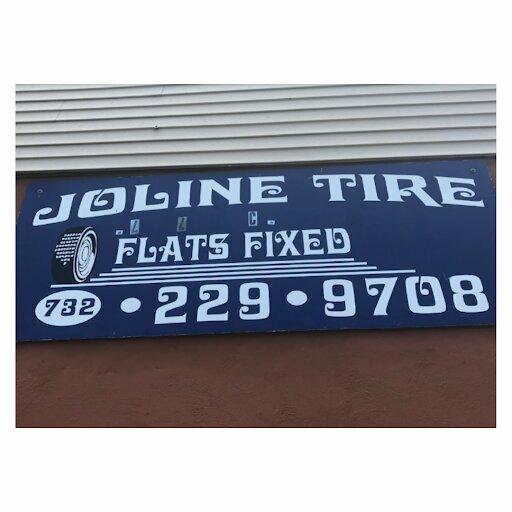 JOLINE TIRE
L.L.C.
FLATS FIXED
732 • 229 • 9708